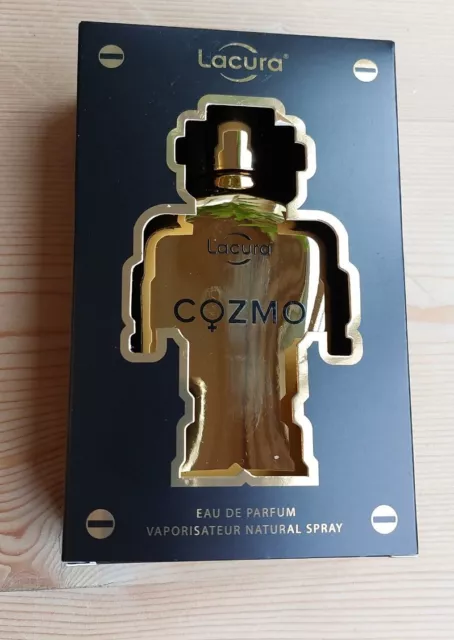 Lacura®
Lacura
COZMO
EAU DE PARFUM
VAPORISATEUR NATURAL SPRAY